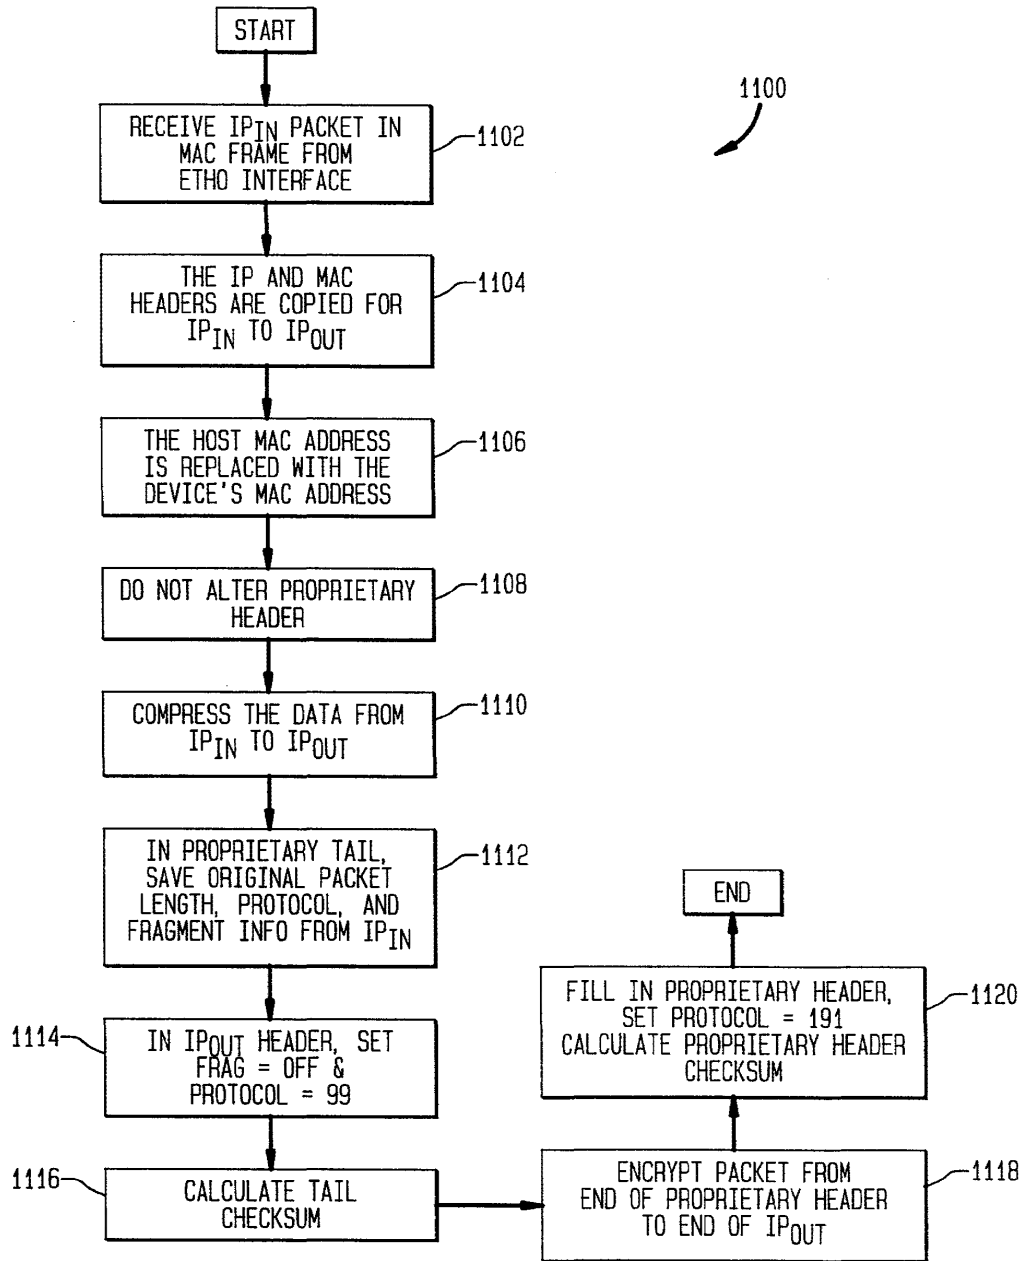 START
1100
RECEIVE IPIN PACKET IN
MAC FRAME FROM
ETHO INTERFACE
1102
THE IP AND MAC
HEADERS ARE COPIED FOR
IPIN TO IPOUT
1104
THE HOST MAC ADDRESS
IS REPLACED WITH THE
DEVICE'S MAC ADDRESS
1106
DO NOT ALTER PROPRIETARY
HEADER
1108
COMPRESS THE DATA FROM
IPIN TO IPOUT
1110
IN PROPRIETARY TAIL,
SAVE ORIGINAL PACKET
LENGTH, PROTOCOL, AND
FRAGMENT INFO FROM IPIN
1112
1114
IN IPOUT HEADER, SET
FRAG = OFF &
PROTOCOL = 99
1116
CALCULATE TAIL
CHECKSUM
ENCRYPT PACKET FROM
END OF PROPRIETARY HEADER
TO END OF IPOUT
1118
FILL IN PROPRIETARY HEADER,
SET PROTOCOL = 191
CALCULATE PROPRIETARY HEADER
CHECKSUM
1120
END